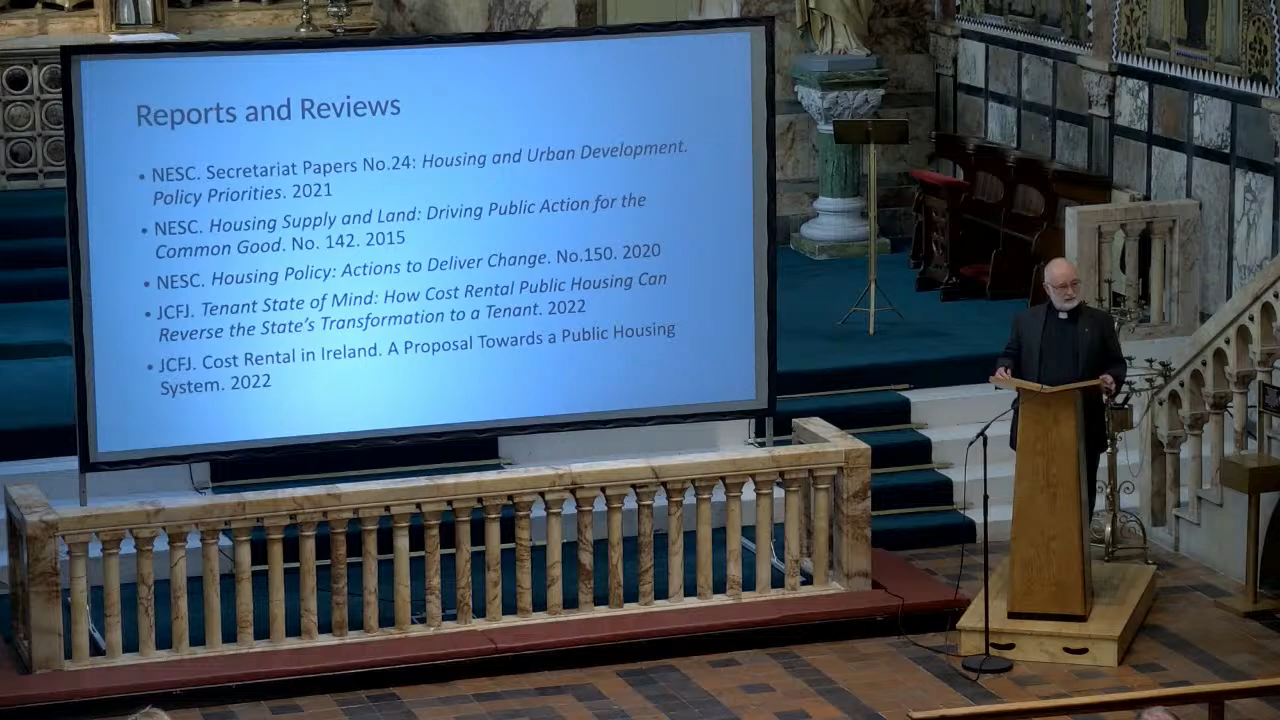 Reports and Reviews
• NESC. Secretariat Papers No.24: Housing and Urban Development.
Policy Priorities. 2021
• NESC. Housing Supply and Land: Driving Public Action for the
Common Good. No. 142. 2015
• NESC. Housing Policy: Actions to Deliver Change. No.150. 2020
• JCFJ. Tenant State of Mind: How Cost Rental Public Housing Can
Reverse the State's Transformation to a Tenant. 2022
• JCFJ. Cost Rental in Ireland. A Proposal Towards a Public Housing
System. 2022